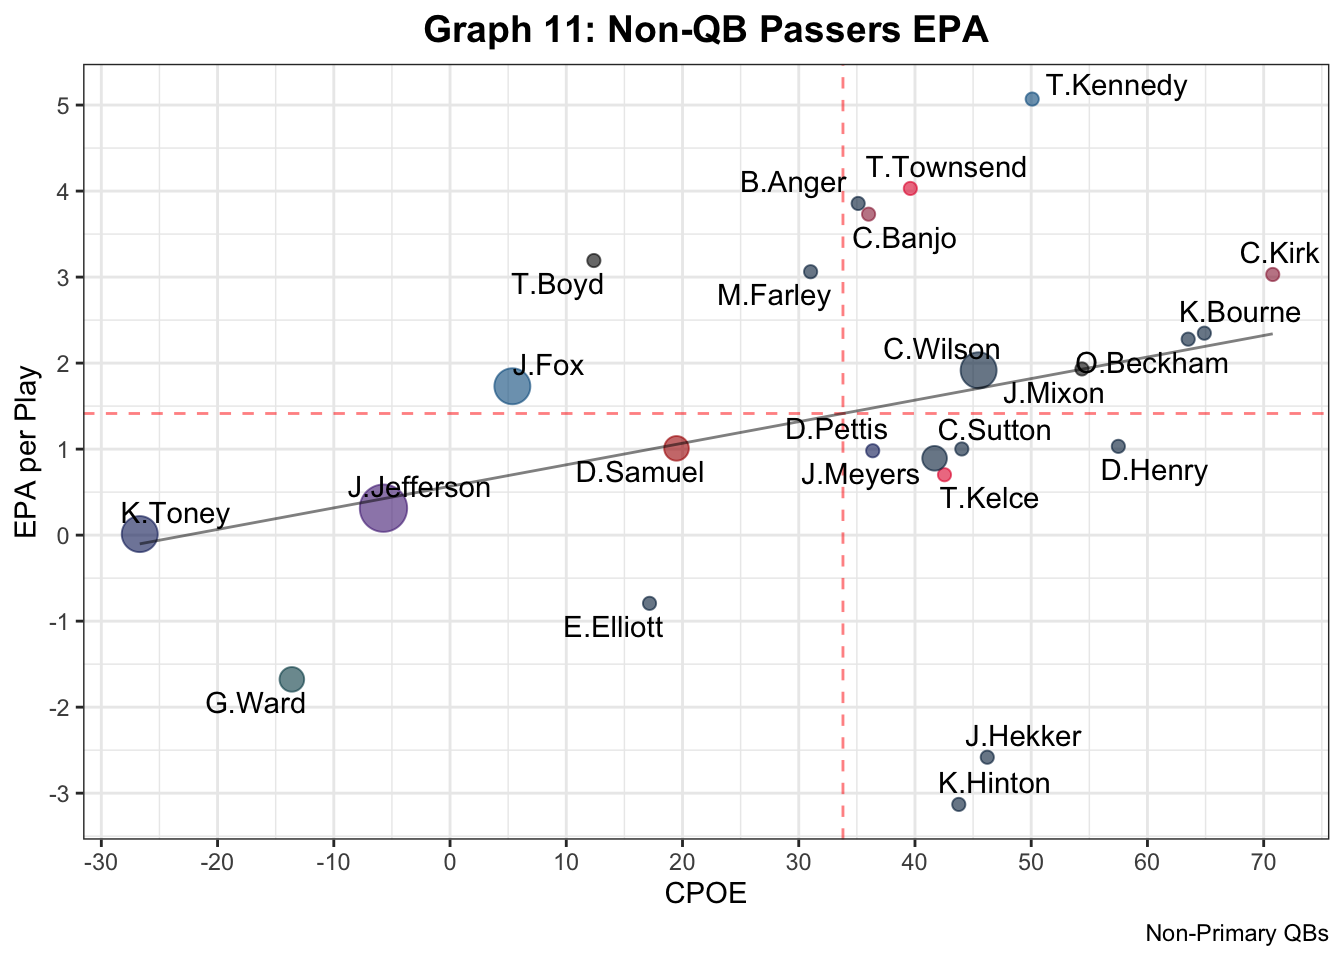 Graph 11: Non-QB Passers EPA
T.Kennedy
T.Townsend
B.Anger
C.Banjo
C.Kirk
T.Boyd
M.Farley
K.Bourne
C.Wilson
O.Beckham
J.Fox
J.Mixon
D.Pettis
C.Sutton
D.Samuel
J.Meyers
D.Henry
T.Kelce
J.Jefferson
K.Toney
E.Elliott
G.Ward
J.Hekker
K.Hinton
EPA per Play
5
4
3
2
1
0
-1
-2
-3
-30 -20 -10 0 10 20 30 40 50 60 70
CPOE
Non-Primary QBs